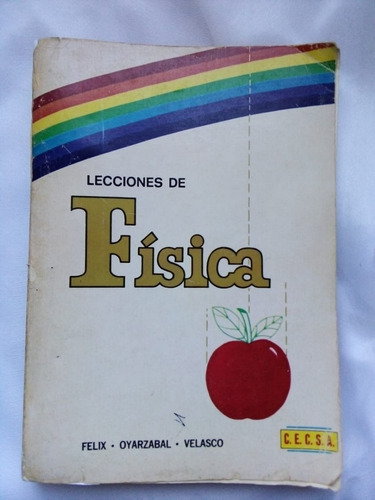 LECCIONES DE
Física
FELIX • OYARZABAL • VELASCO
C.E.C.S.A.